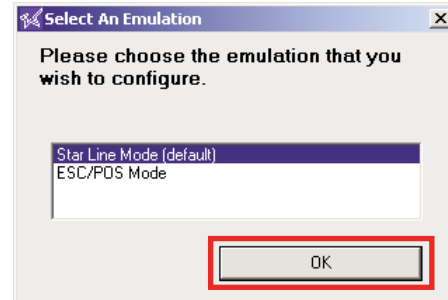 Select An Emulation
Please choose the emulation that you
wish to configure.
Star Line Mode (default)
ESC/POS Mode
OK